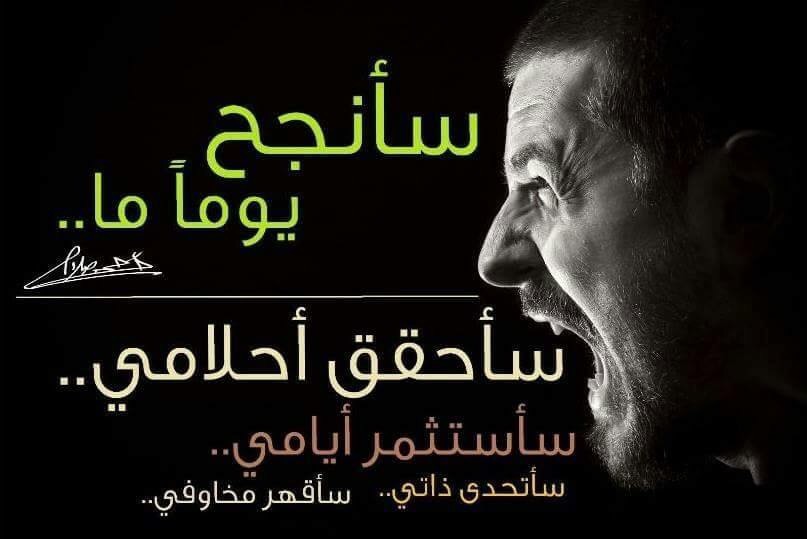 سأنجح
يوماً ما..
سأحقق أحلامي..
سأستثمر أيامي..
سأتحدى ذاتي.. سأقهر مخاوفي..